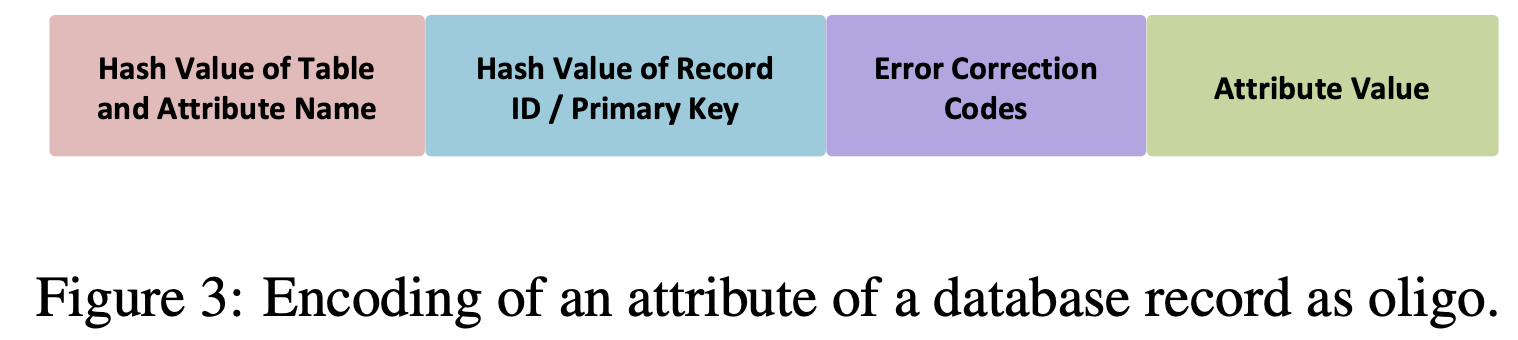 Hash Value of Table
and Attribute Name
Hash Value of Record
ID / Primary Key
Error Correction
Codes
Attribute Value
Figure 3: Encoding of an attribute of a database record as oligo.